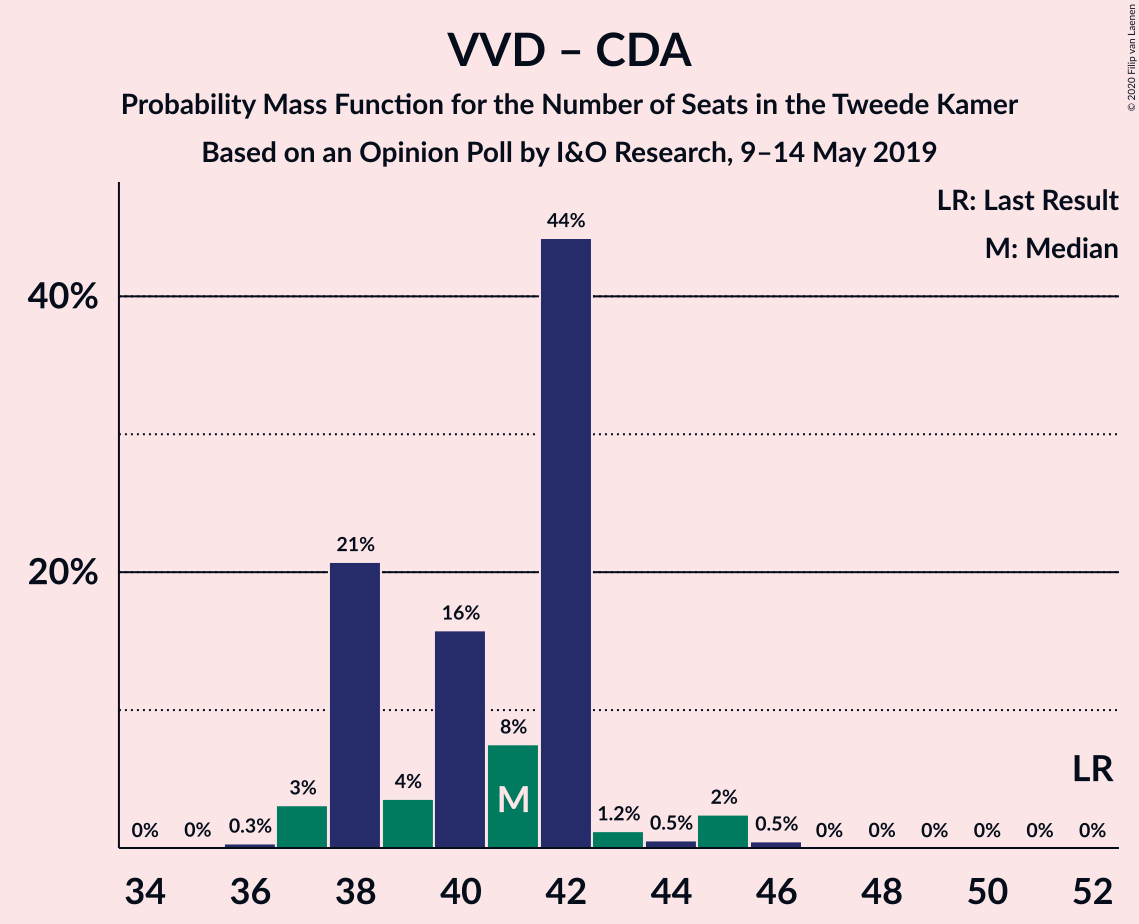 VVD – CDA
Probability Mass Function for the Number of Seats in the Tweede Kamer
Based on an Opinion Poll by I&O Research, 9–14 May 2019
© 2020 Filip van Laenen
LR: Last Result
M: Median
40%
20%
0% 0% 0.3% 3% 21% 4% 16% 8% 44% 1.2% 0.5% 2% 0.5% 0% 0% 0% 0% 0% 0%
M
LR
34 36 38 40 42 44 46 48 50 52